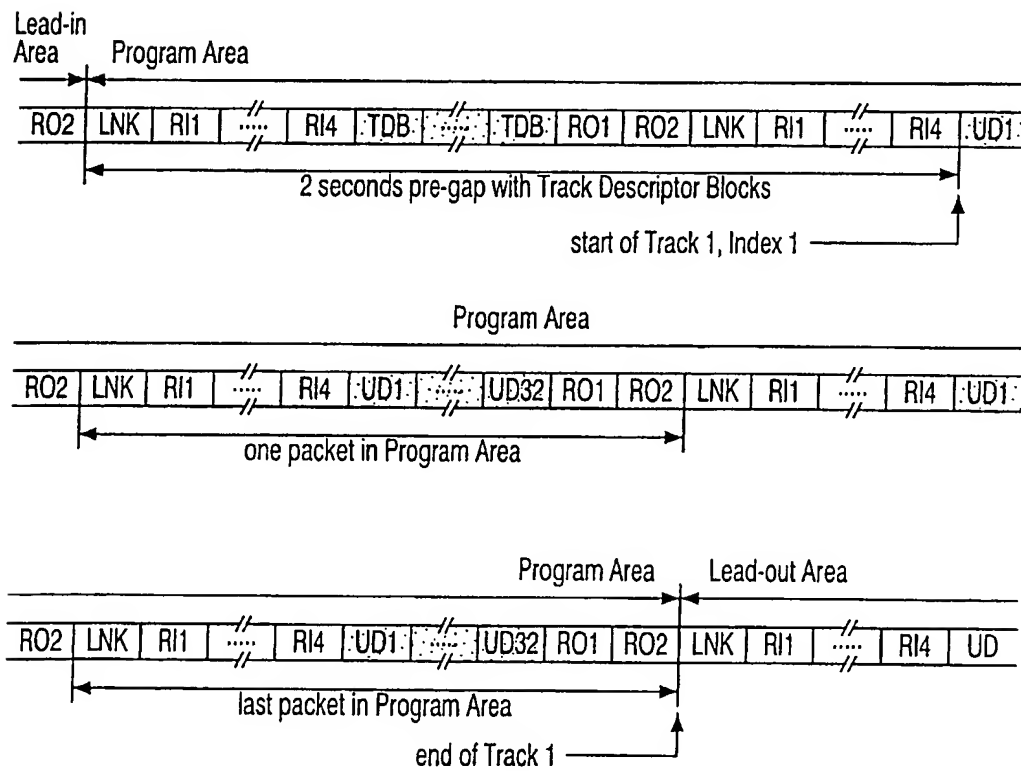 Lead-in
Area Program Area
RO2 LNK RI1 ..... RI4 TDB ..... TDB RO1 RO2 LNK RI1 ..... RI4 UD1
2 seconds pre-gap with Track Descriptor Blocks
start of Track 1, Index 1
Program Area
RO2 LNK RI1 ..... RI4 UD1 ..... UD32 RO1 RO2 LNK RI1 ..... RI4 UD1
one packet in Program Area
Program Area Lead-out Area
RO2 LNK RI1 ..... RI4 UD1 ..... UD32 RO1 RO2 LNK RI1 ..... RI4 UD
last packet in Program Area
end of Track 1